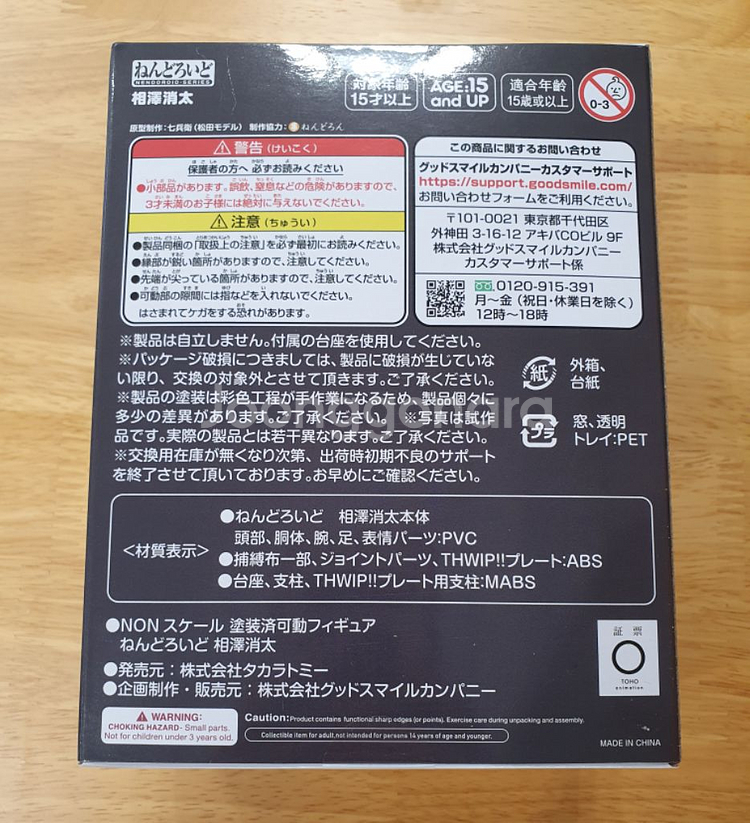 ねんどろいど
NENDOROID SERIES
相澤消太
対象年齢
15才以上
AGE:15
and UP
適合年齢
15歳或以上
0-3
原型制作：七兵衛（松田モデル） 制作協力： ねんどろん
警告（けいこく）
保護者の方へ 必ずお読みください
●小部品があります。誤飲、窒息などの危険がありますので、
3才未満のお子様には絶対に与えないでください。
注意（ちゅうい）
●製品同梱の「取扱上の注意」を必ず最初にお読みください。
●縁部が鋭い箇所がありますので、注意してください。
●先端が尖っている箇所がありますので、注意してください。
●可動部の隙間には指などを入れないでください。
はさまれてケガをする恐れがあります。
この商品に関するお問い合わせ
グッドスマイルカンパニーカスタマーサポート
https://support.goodsmile.com/
お問い合わせフォームをご利用ください。
〒101-0021 東京都千代田区
外神田 3-16-12 アキバCOビル 9F
株式会社グッドスマイルカンパニー
カスタマーサポート係
0120-915-391
月〜金（祝日・休業日を除く）
12時〜18時
※製品は自立しません。付属の台座を使用してください。
※パッケージ破損につきましては、製品に破損が生じていな
い限り、交換の対象外とさせて頂きます。ご了承ください。
※製品の塗装は彩色工程が手作業になるため、製品個々に
多少の差異があります。ご了承ください。 ※写真は試作
品です。実際の製品とは若干異なります。ご了承ください。
※交換用在庫が無くなり次第、出荷時初期不良のサポート
を終了させて頂いております。お早めにご確認ください。
Joonggonara
紙
外箱、
台紙
プラ
窓、透明
トレイ:PET
＜材質表示＞
●ねんどろいど 相澤消太本体
頭部、胴体、腕、足、表情パーツ:PVC
●捕縛布一部、ジョイントパーツ、THWIP!!プレート:ABS
●台座、支柱、THWIP!!プレート用支柱:MABS
●NON スケール 塗装済可動フィギュア
ねんどろいど 相澤消太
●発売元：株式会社タカラトミー
●企画制作・販売元：株式会社グッドスマイルカンパニー
証 票
TOHO
animation
WARNING:
CHOKING HAZARD- Small parts.
Not for children under 3 years old.
Caution: Product contains functional sharp edges (or points). Exercise care during unpacking and assembly.
Collectible item for adult,not intended for persons 14 years of age and younger.
MADE IN CHINA